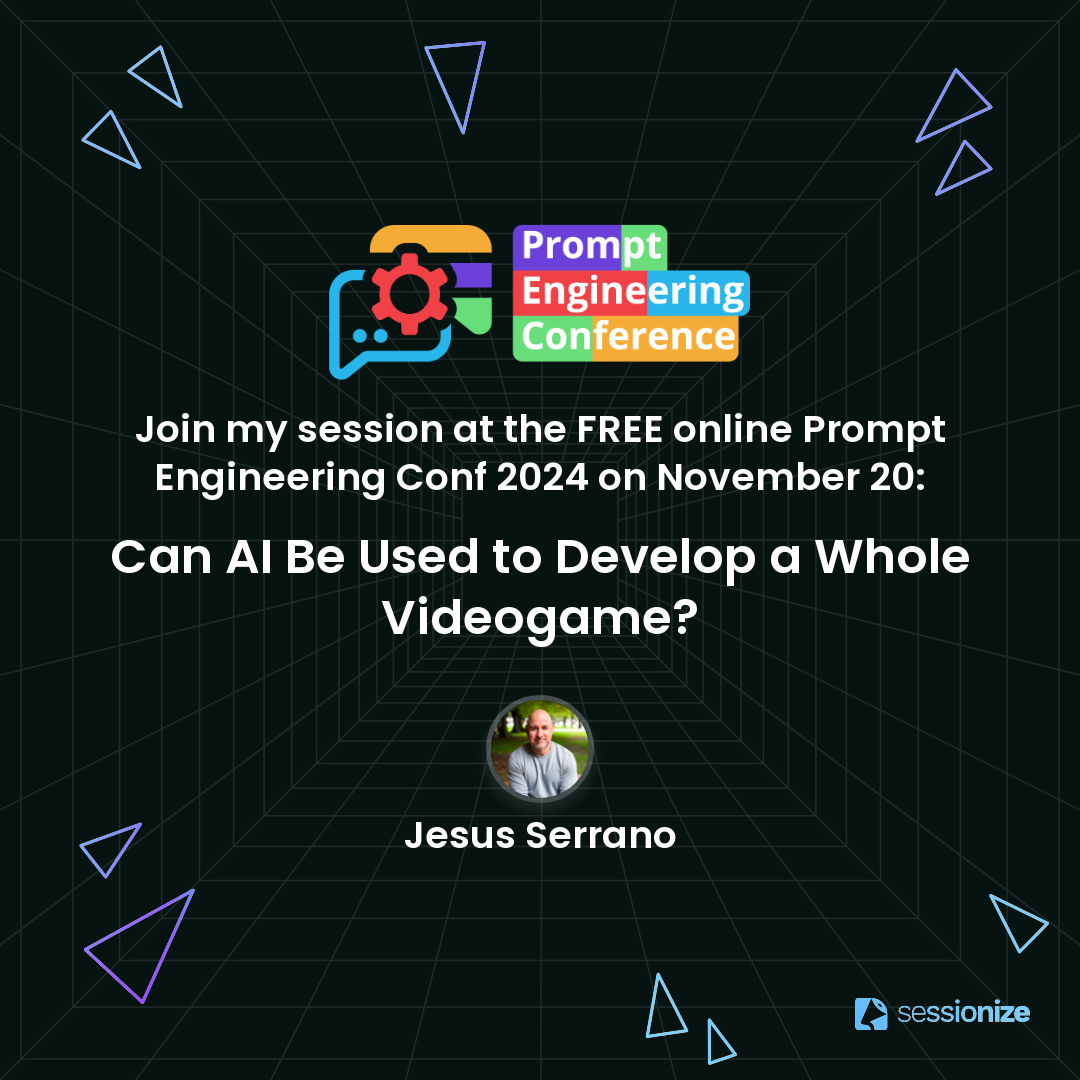 Prompt
Engineering
Conference
Join my session at the FREE online Prompt
Engineering Conf 2024 on November 20:
Can AI Be Used to Develop a Whole
Videogame?
Jesus Serrano
sessionize